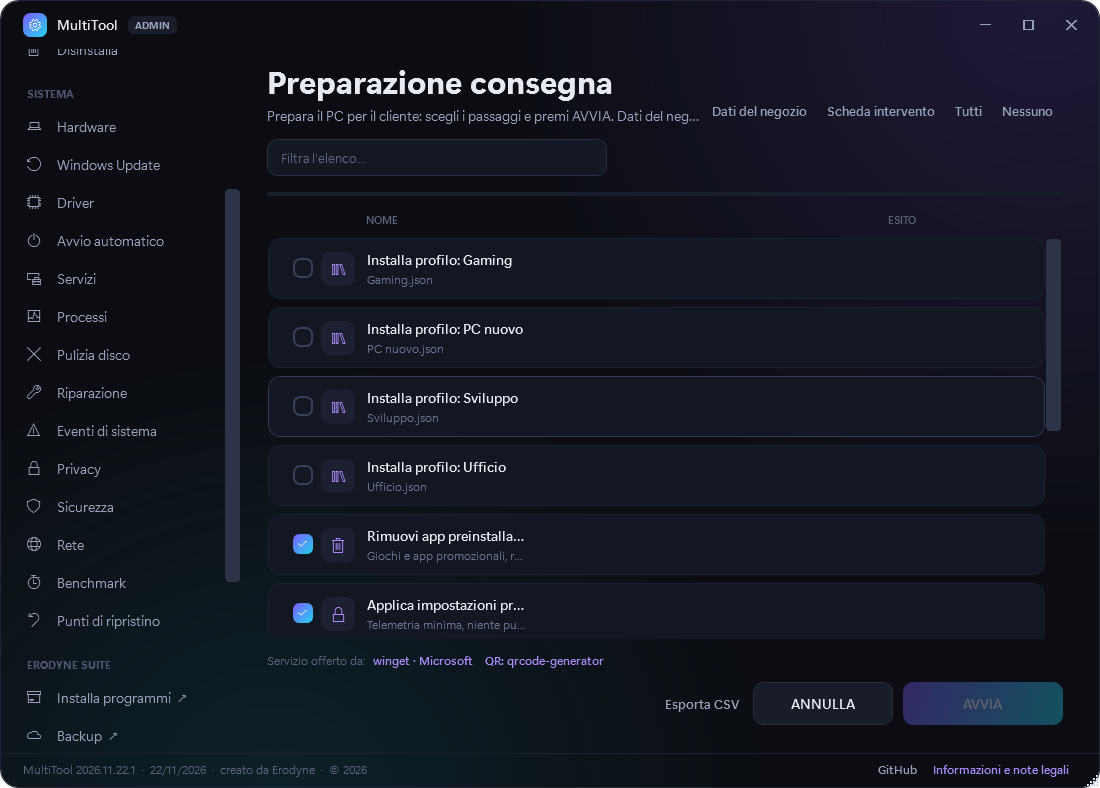 MultiTool ADMIN
Disinstalla
SISTEMA
Hardware
Windows Update
Driver
Avvio automatico
Servizi
Processi
Pulizia disco
Riparazione
Eventi di sistema
Privacy
Sicurezza
Rete
Benchmark
Punti di ripristino
ERODYNE SUITE
Installa programmi ↗
Backup ↗
Preparazione consegna
Prepara il PC per il cliente: scegli i passaggi e premi AVVIA. Dati del neg...
Dati del negozio Scheda intervento Tutti Nessuno
Filtra l'elenco...
NOME ESITO
Installa profilo: Gaming
Gaming.json
Installa profilo: PC nuovo
PC nuovo.json
Installa profilo: Sviluppo
Sviluppo.json
Installa profilo: Ufficio
Ufficio.json
Rimuovi app preinstalla...
Giochi e app promozionali, r...
Applica impostazioni pr...
Telemetria minima, niente pu...
Servizio offerto da: winget · Microsoft QR: qrcode-generator
Esporta CSV ANNULLA AVVIA
MultiTool 2026.11.22.1 · 22/11/2026 · creato da Erodyne · © 2026
GitHub Informazioni e note legali